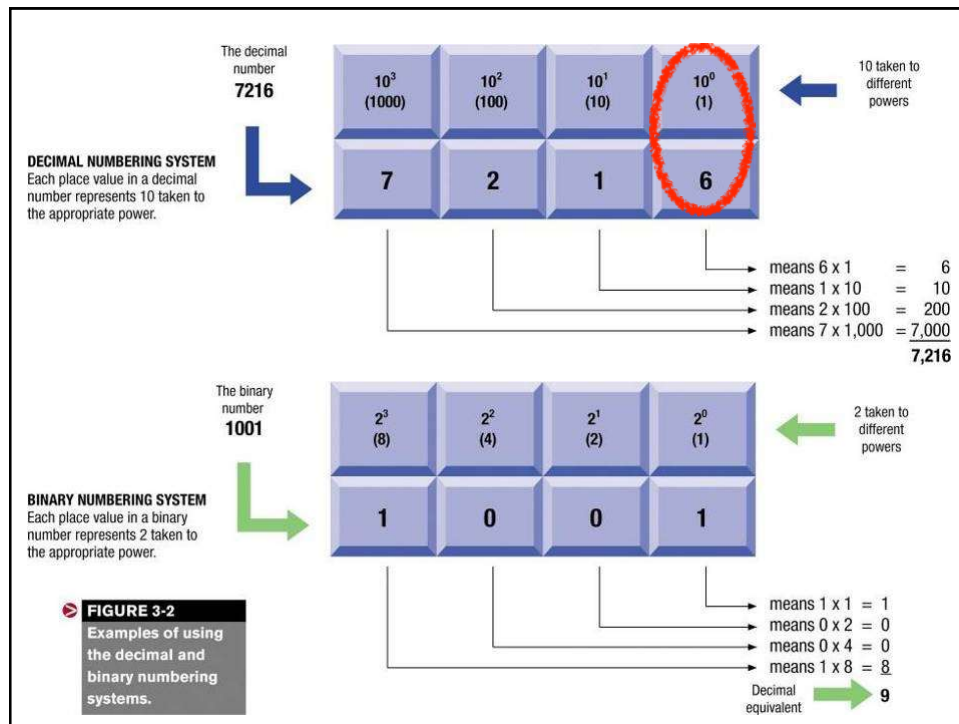 The decimal
number
7216
10³
(1000)
10²
(100)
10¹
(10)
10⁰
(1)
10 taken to
different
powers
DECIMAL NUMBERING SYSTEM
Each place value in a decimal
number represents 10 taken to
the appropriate power.
7 2 1 6
means 6 x 1 = 6
means 1 x 10 = 10
means 2 x 100 = 200
means 7 x 1,000 = 7,000
7,216
The binary
number
1001
2³
(8)
2²
(4)
2¹
(2)
2⁰
(1)
2 taken to
different
powers
BINARY NUMBERING SYSTEM
Each place value in a binary
number represents 2 taken to
the appropriate power.
1 0 0 1
means 1 x 1 = 1
means 0 x 2 = 0
means 0 x 4 = 0
means 1 x 8 = 8
Decimal
equivalent
9
FIGURE 3-2
Examples of using
the decimal and
binary numbering
systems.